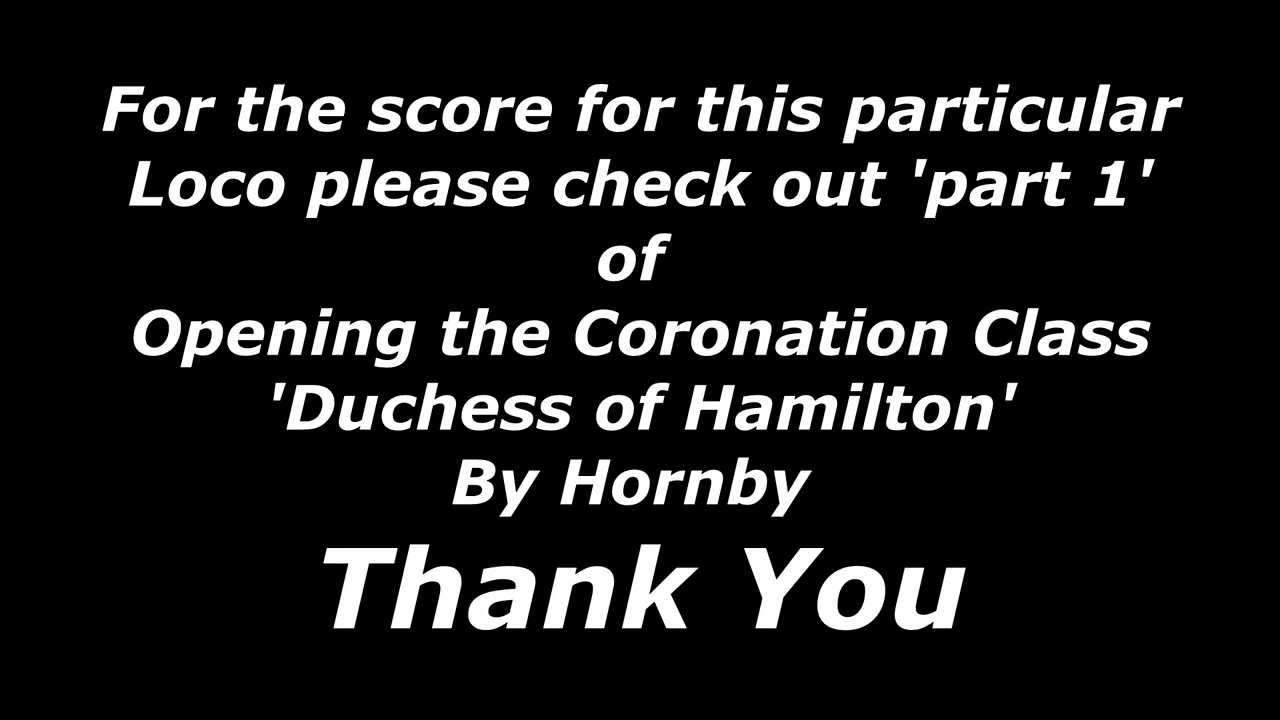 For the score for this particular
Loco please check out 'part 1'
of
Opening the Coronation Class
'Duchess of Hamilton'
By Hornby
Thank You